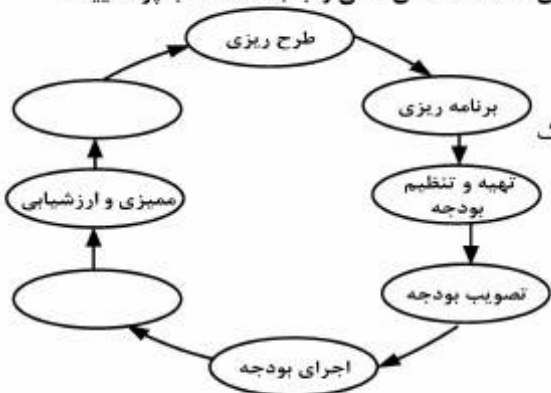 طرح ریزی
برنامه ریزی
تهیه و تنظیم
بودجه
تصویب بودجه
اجرای بودجه
ممیزی و ارزشیابی